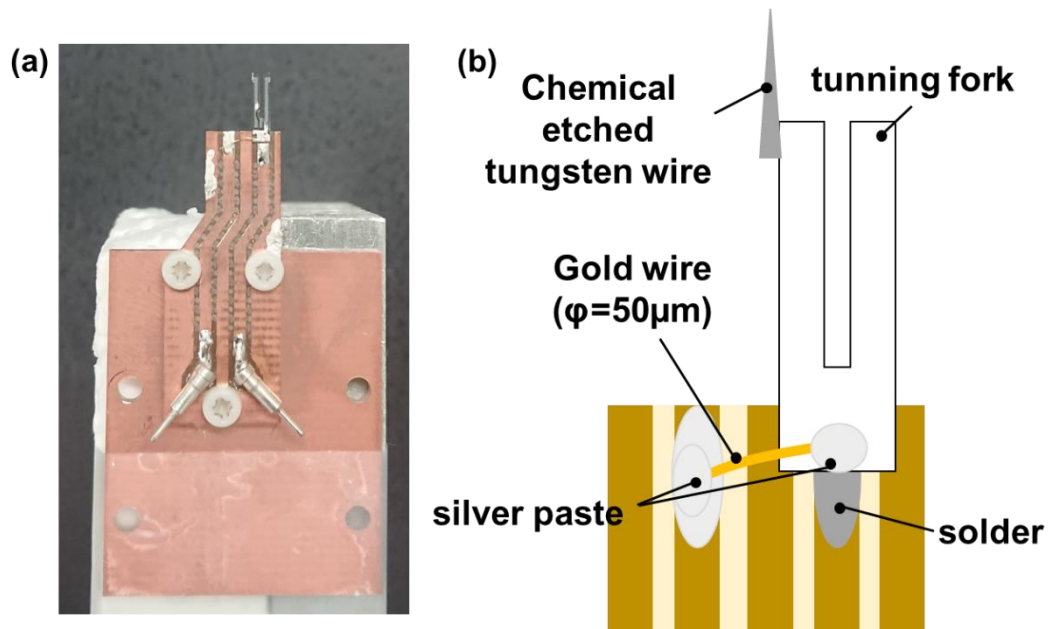 (a)
(b)
Chemical
etched
tungsten wire
tunning fork
Gold wire
(φ=50μm)
silver paste
solder